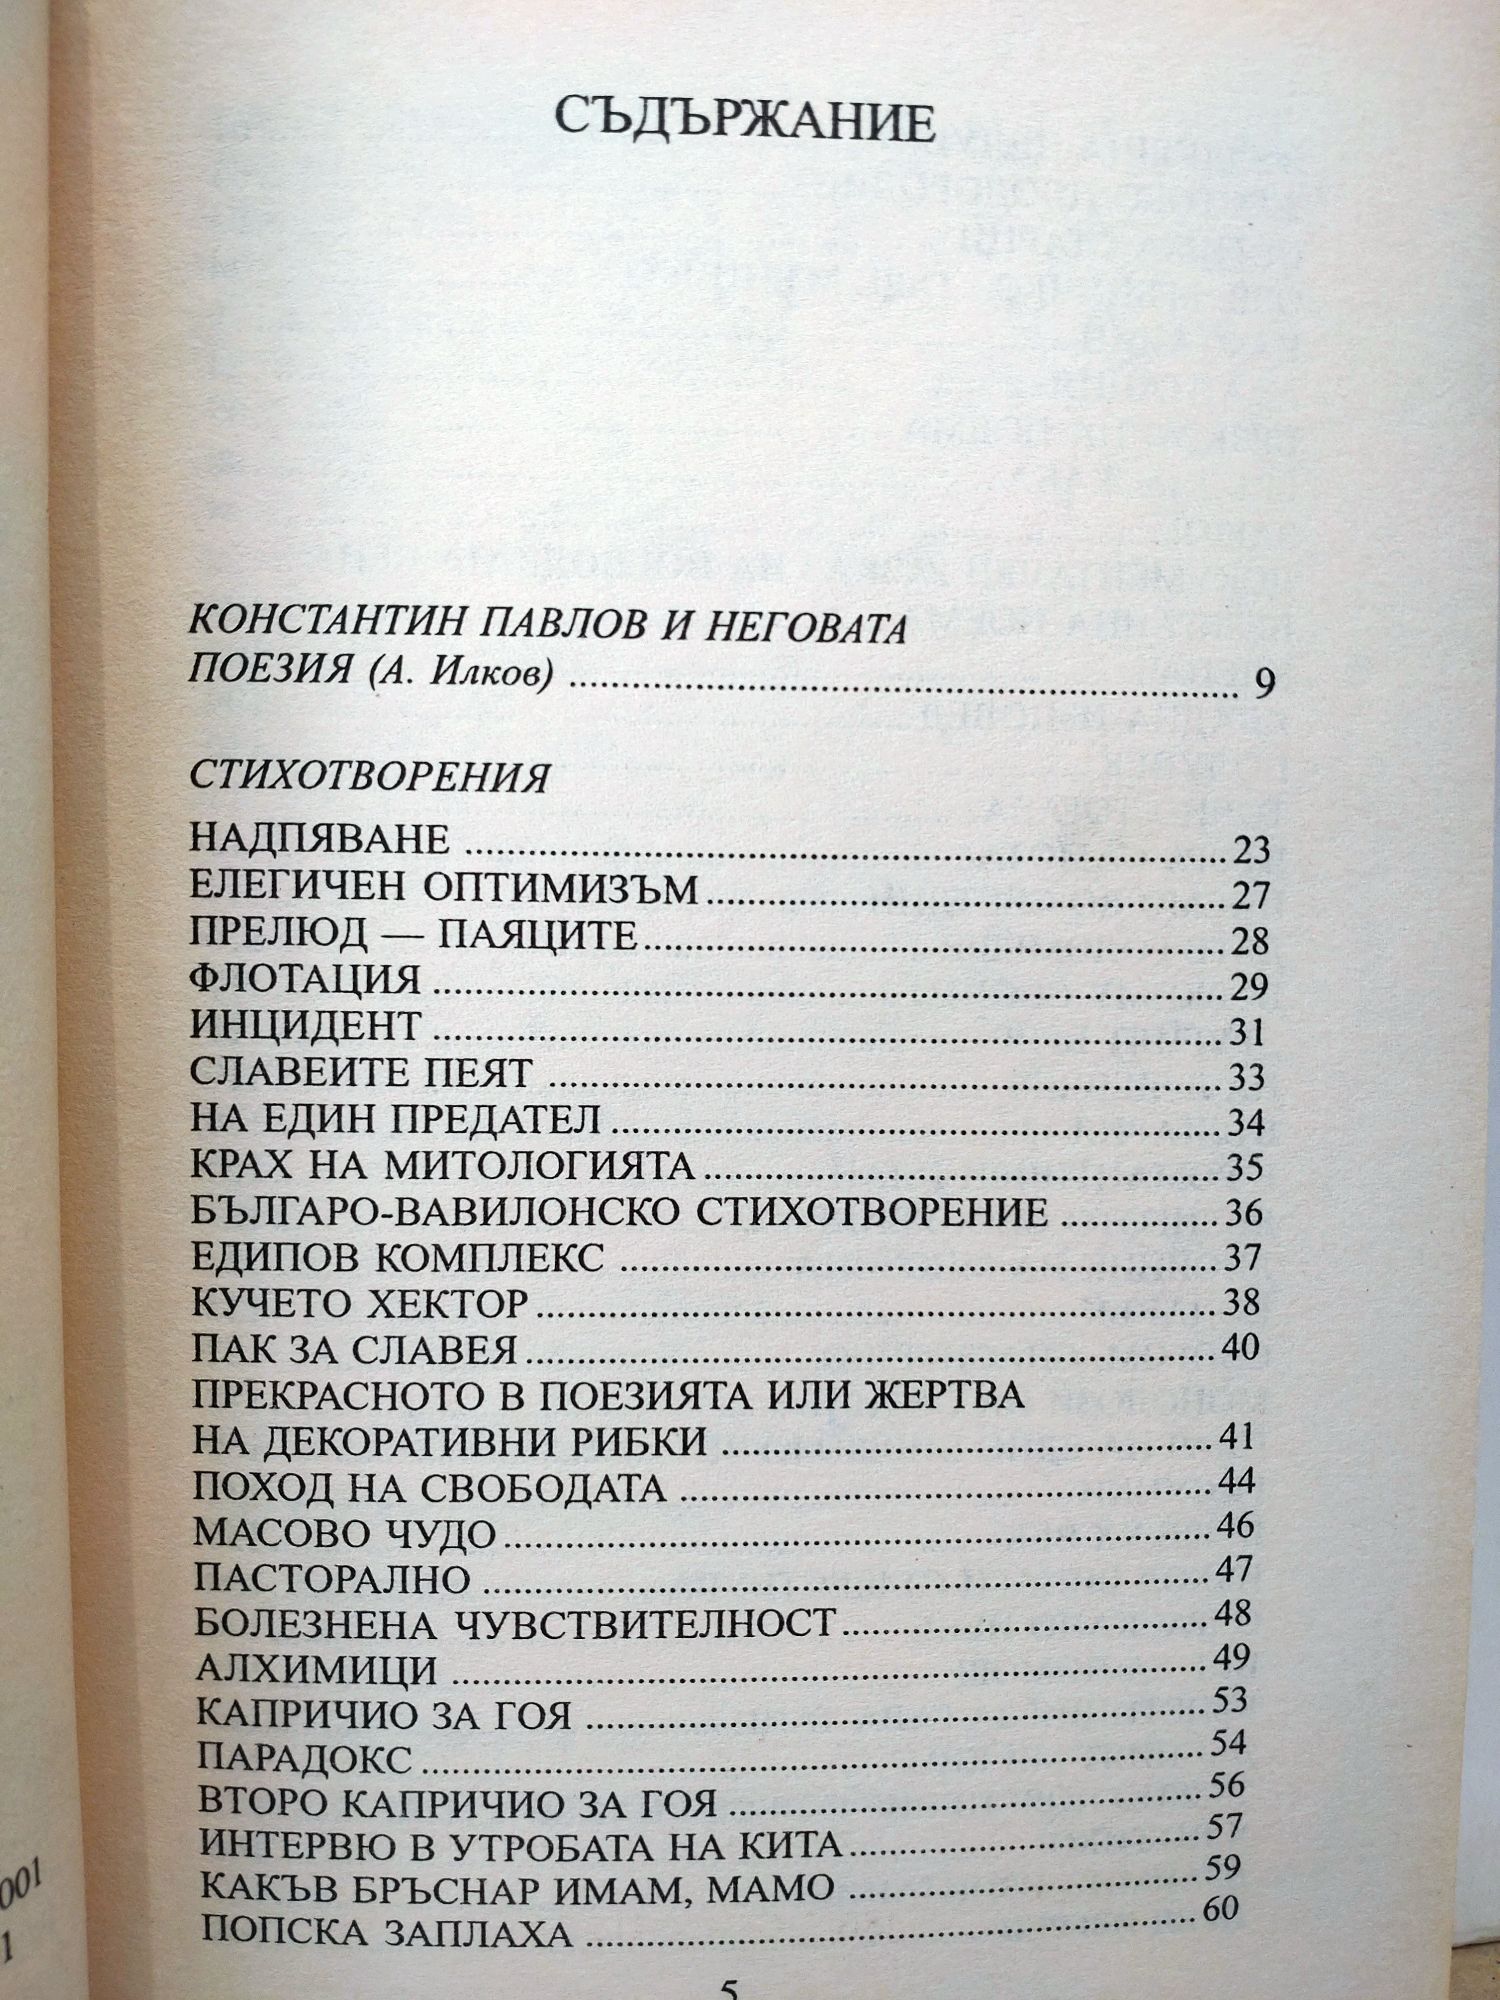 СЪДЪРЖАНИЕ
КОНСТАНТИН ПАВЛОВ И НЕГОВАТА
ПОЕЗИЯ (А. Илков) ........ 9
СТИХОТВОРЕНИЯ
НАДПЯВАНЕ ........ 23
ЕЛЕГИЧЕН ОПТИМИЗЪМ ........ 27
ПРЕЛЮД — ПАЯЦИТЕ ........ 28
ФЛОТАЦИЯ ........ 29
ИНЦИДЕНТ ........ 31
СЛАВЕИТЕ ПЕЯТ ........ 33
НА ЕДИН ПРЕДАТЕЛ ........ 34
КРАХ НА МИТОЛОГИЯТА ........ 35
БЪЛГАРО-ВАВИЛОНСКО СТИХОТВОРЕНИЕ ........ 36
ЕДИПОВ КОМПЛЕКС ........ 37
КУЧЕТО ХЕКТОР ........ 38
ПАК ЗА СЛАВЕЯ ........ 40
ПРЕКРАСНОТО В ПОЕЗИЯТА ИЛИ ЖЕРТВА
НА ДЕКОРАТИВНИ РИБКИ ........ 41
ПОХОД НА СВОБОДАТА ........ 44
МАСОВО ЧУДО ........ 46
ПАСТОРАЛНО ........ 47
БОЛЕЗНЕНА ЧУВСТВИТЕЛНОСТ ........ 48
АЛХИМИЦИ ........ 49
КАПРИЧИО ЗА ГОЯ ........ 53
ПАРАДОКС ........ 54
ВТОРО КАПРИЧИО ЗА ГОЯ ........ 56
ИНТЕРВЮ В УТРОБАТА НА КИТА ........ 57
КАКЪВ БРЪСНАР ИМАМ, МАМО ........ 59
ПОПСКА ЗАПЛАХА ........ 60
5
001
1